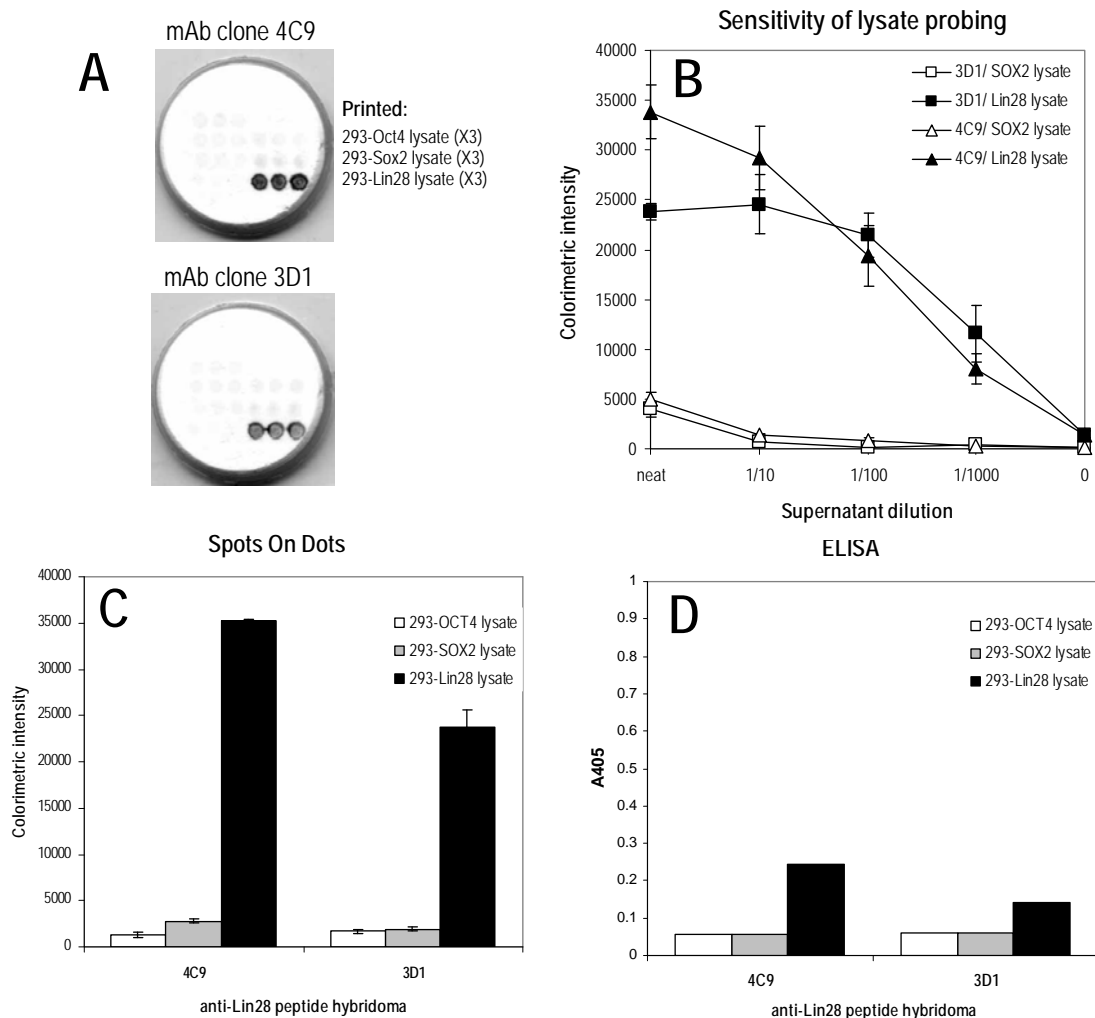 A
mAb clone 4C9
Printed:
293-Oct4 lysate (X3)
293-Sox2 lysate (X3)
293-Lin28 lysate (X3)
mAb clone 3D1
Sensitivity of lysate probing
B
3D1/ SOX2 lysate
3D1/ Lin28 lysate
4C9/ SOX2 lysate
4C9/ Lin28 lysate
Colorimetric intensity
40000
35000
30000
25000
20000
15000
10000
5000
0
neat 1/10 1/100 1/1000 0
Supernatant dilution
Spots On Dots
C
293-OCT4 lysate
293-SOX2 lysate
293-Lin28 lysate
Colorimetric intensity
40000
35000
30000
25000
20000
15000
10000
5000
0
4C9 3D1
anti-Lin28 peptide hybridoma
ELISA
D
293-OCT4 lysate
293-SOX2 lysate
293-Lin28 lysate
A405
1
0.9
0.8
0.7
0.6
0.5
0.4
0.3
0.2
0.1
0
4C9 3D1
anti-Lin28 peptide hybridoma